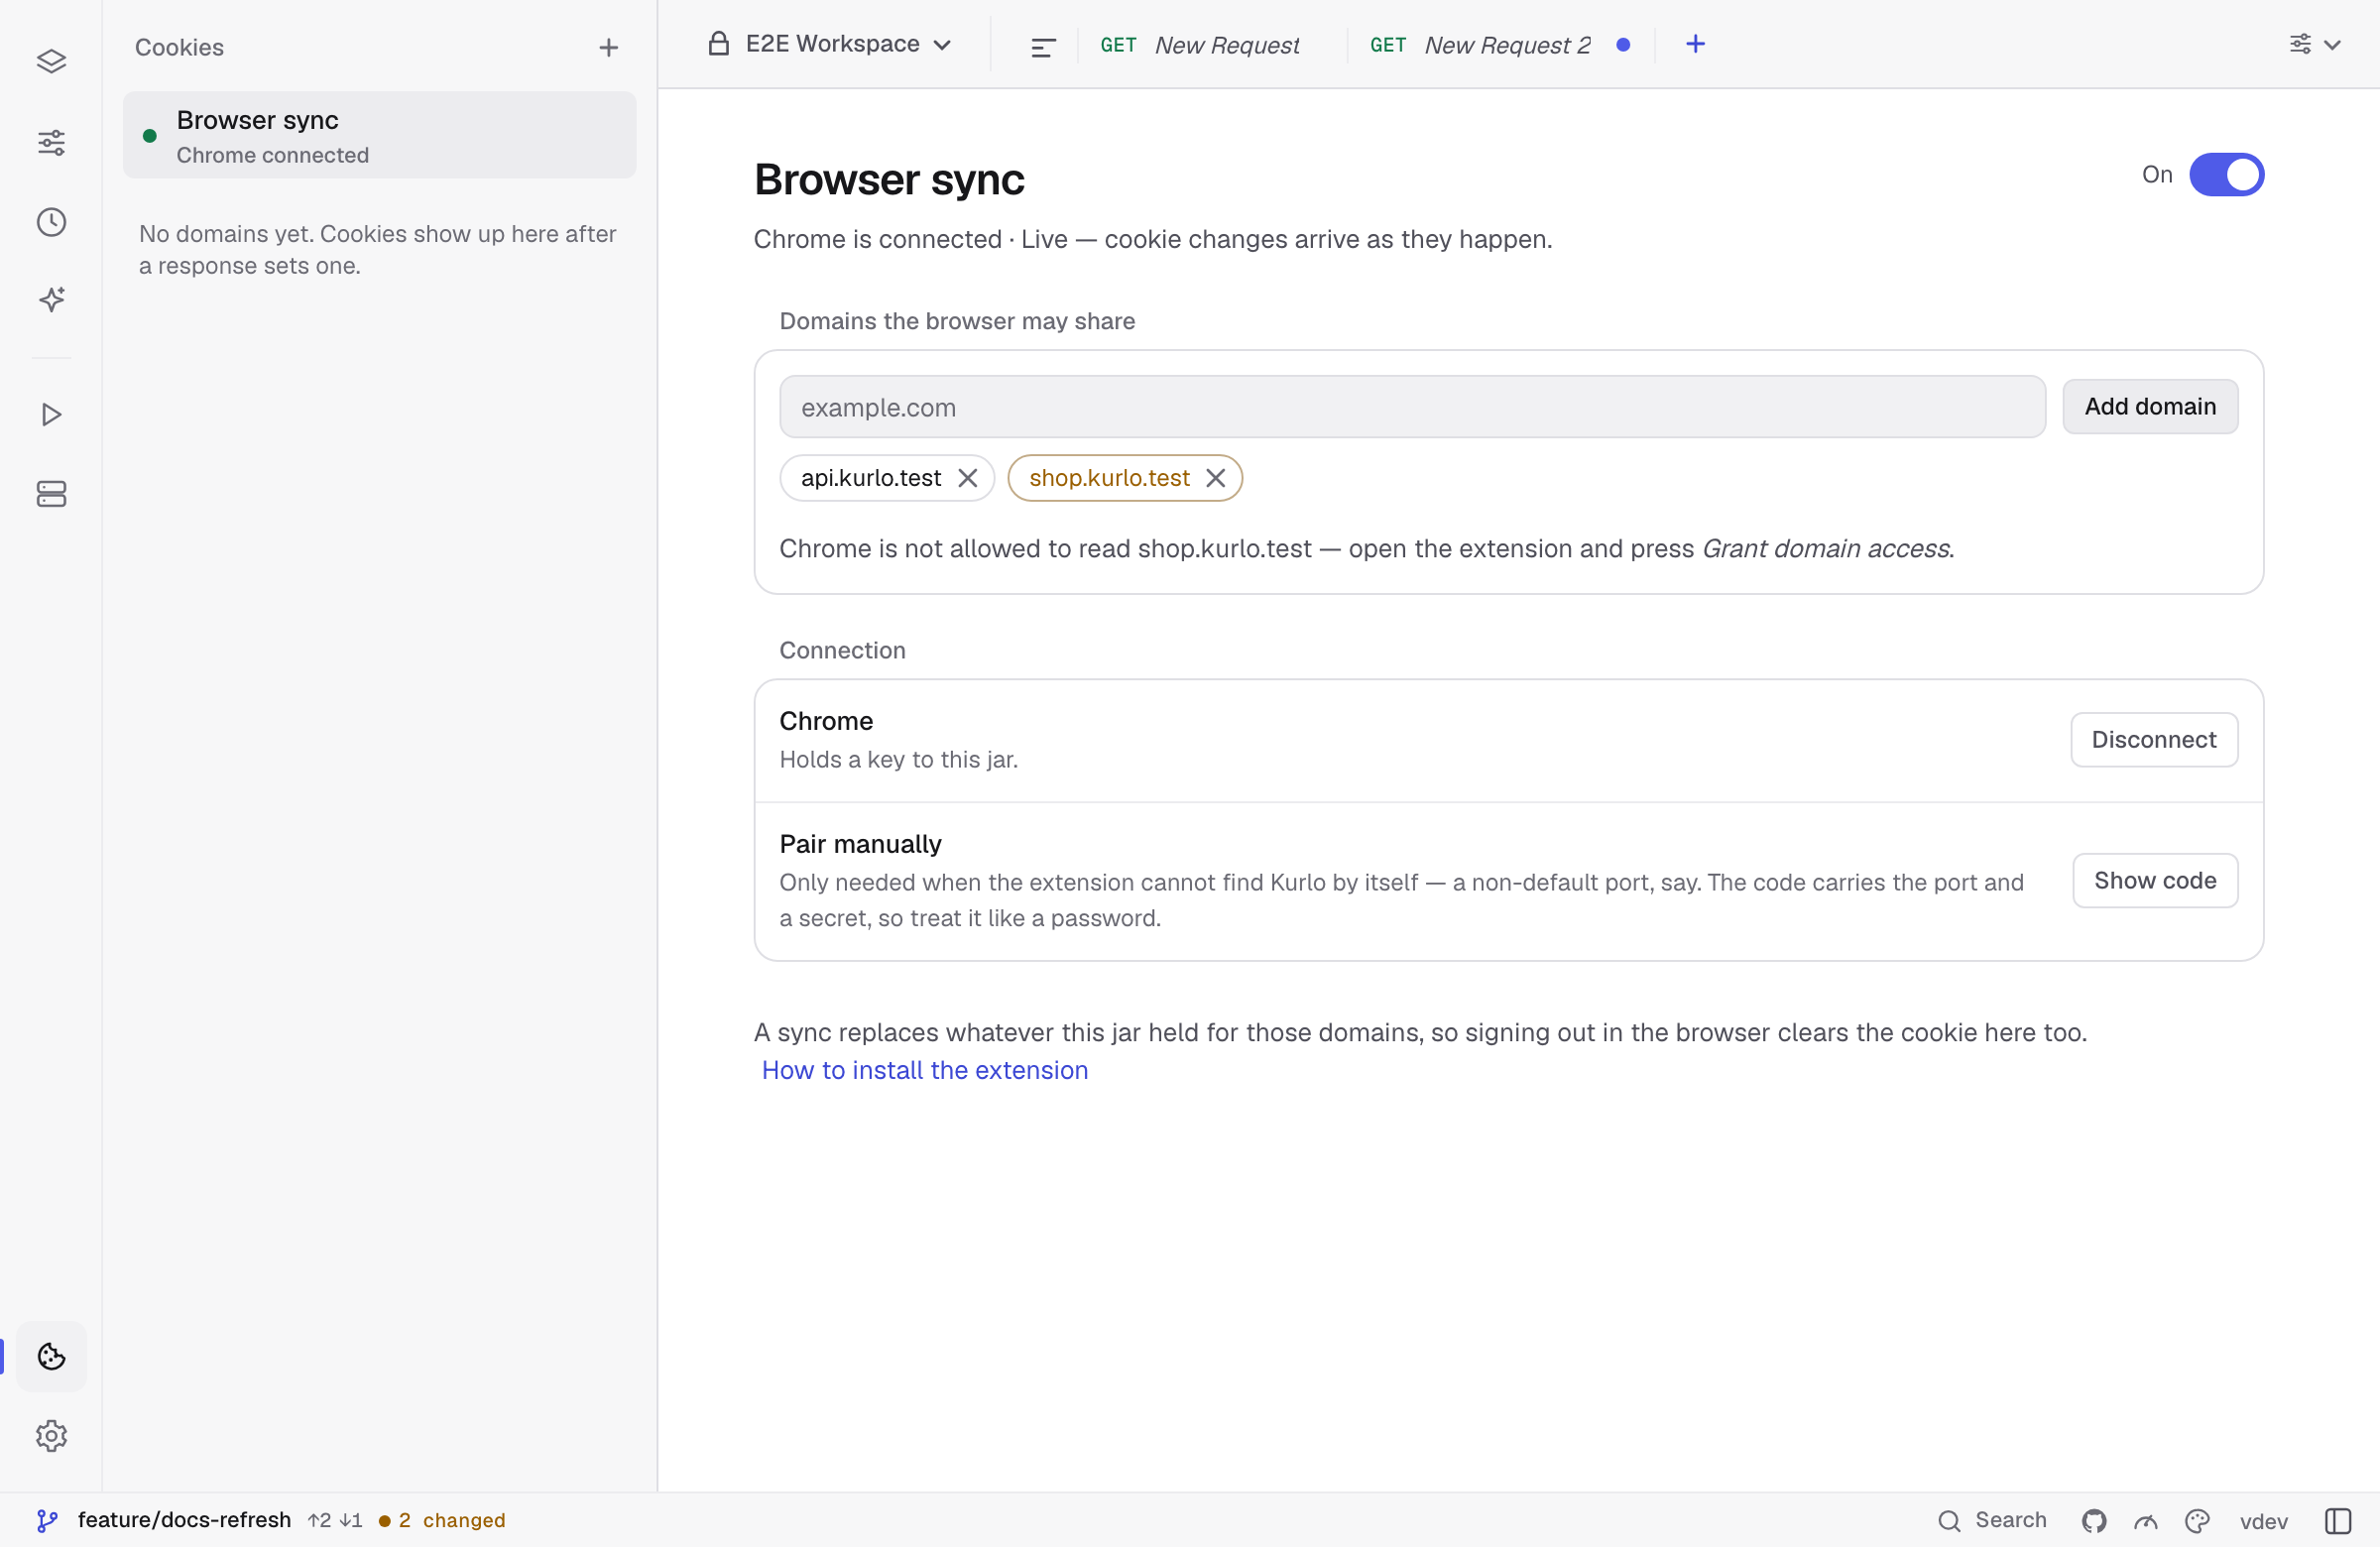 Cookies
Browser sync
Chrome connected
No domains yet. Cookies show up here after
a response sets one.
E2E Workspace
GET New Request
GET New Request 2
Browser sync
On
Chrome is connected · Live — cookie changes arrive as they happen.
Domains the browser may share
example.com
Add domain
api.kurlo.test
shop.kurlo.test
Chrome is not allowed to read shop.kurlo.test — open the extension and press Grant domain access.
Connection
Chrome
Holds a key to this jar.
Disconnect
Pair manually
Only needed when the extension cannot find Kurlo by itself — a non-default port, say. The code carries the port and
a secret, so treat it like a password.
Show code
A sync replaces whatever this jar held for those domains, so signing out in the browser clears the cookie here too.
How to install the extension
feature/docs-refresh ↑2 ↓1 2 changed
Search
vdev